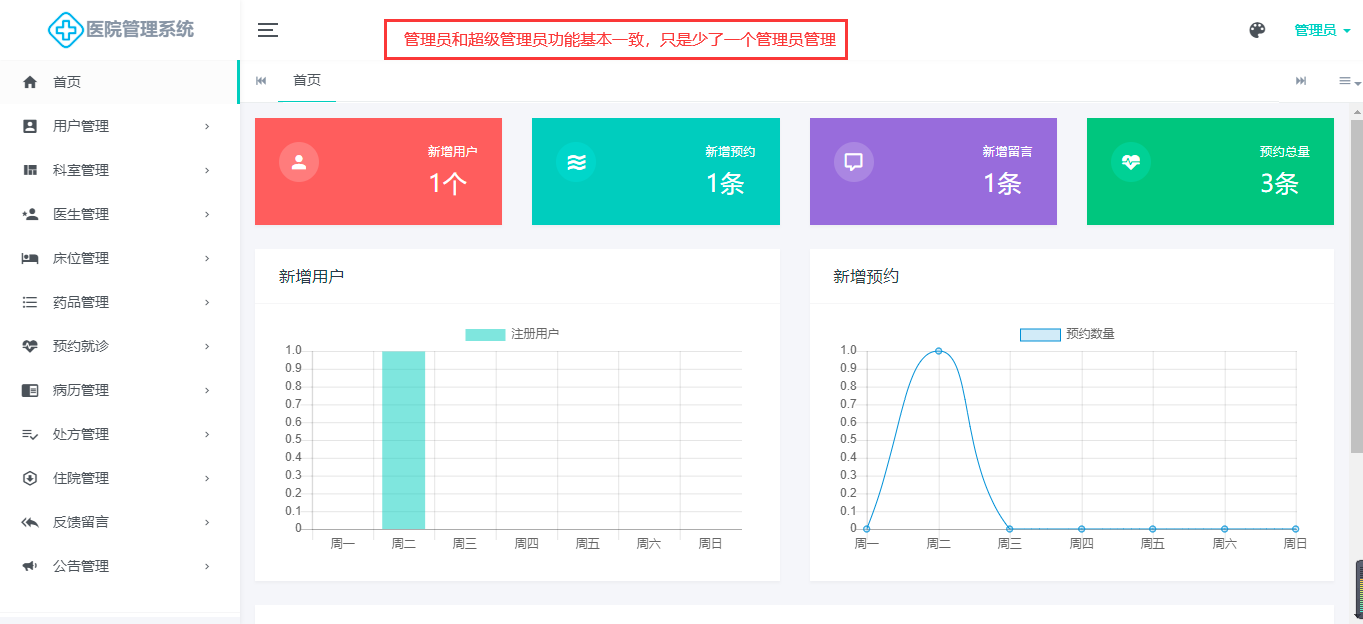 医院管理系统
管理员和超级管理员功能基本一致，只是少了一个管理员管理
管理员
首页
用户管理
科室管理
医生管理
床位管理
药品管理
预约就诊
病历管理
处方管理
住院管理
反馈留言
公告管理
首页
新增用户
1个
新增预约
1条
新增留言
1条
预约总量
3条
新增用户
注册用户
1.0
0.9
0.8
0.7
0.6
0.5
0.4
0.3
0.2
0.1
0
周一 周二 周三 周四 周五 周六 周日
新增预约
预约数量
1.0
0.9
0.8
0.7
0.6
0.5
0.4
0.3
0.2
0.1
0
周一 周二 周三 周四 周五 周六 周日